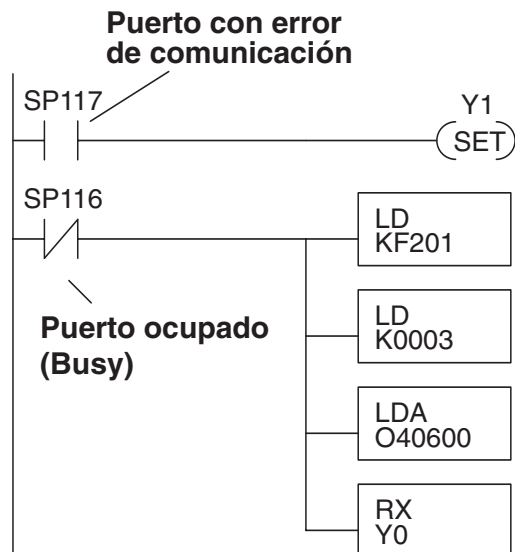 Puerto con error
de comunicación
SP117
Y1
SET
SP116
LD
KF201
Puerto ocupado
(Busy)
LD
K0003
LDA
O40600
RX
Y0